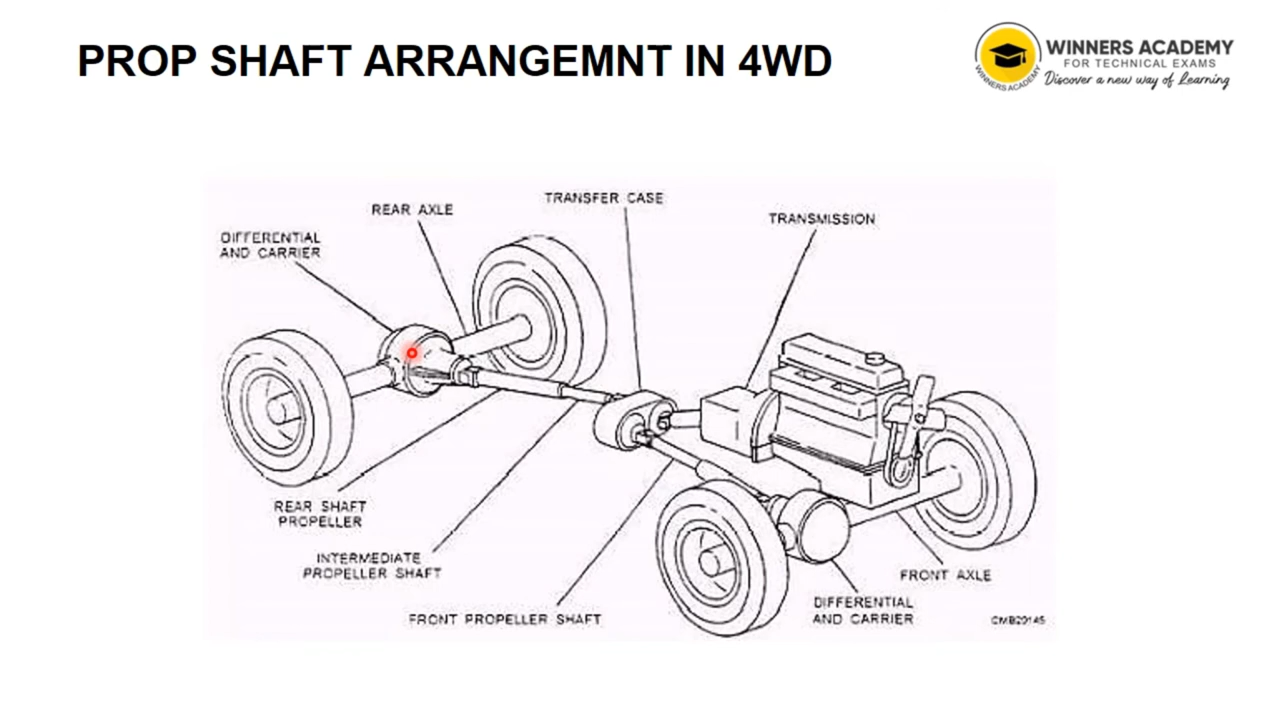 PROP SHAFT ARRANGEMNT IN 4WD
WINNERS ACADEMY
FOR TECHNICAL EXAMS
Discover a new way of Learning
WINNERS ACADEMY
TRANSFER CASE
REAR AXLE
TRANSMISSION
DIFFERENTIAL
AND CARRIER
REAR SHAFT
PROPELLER
INTERMEDIATE
PROPELLER SHAFT
FRONT PROPELLER SHAFT
FRONT AXLE
DIFFERENTIAL
AND CARRIER
CMB20145